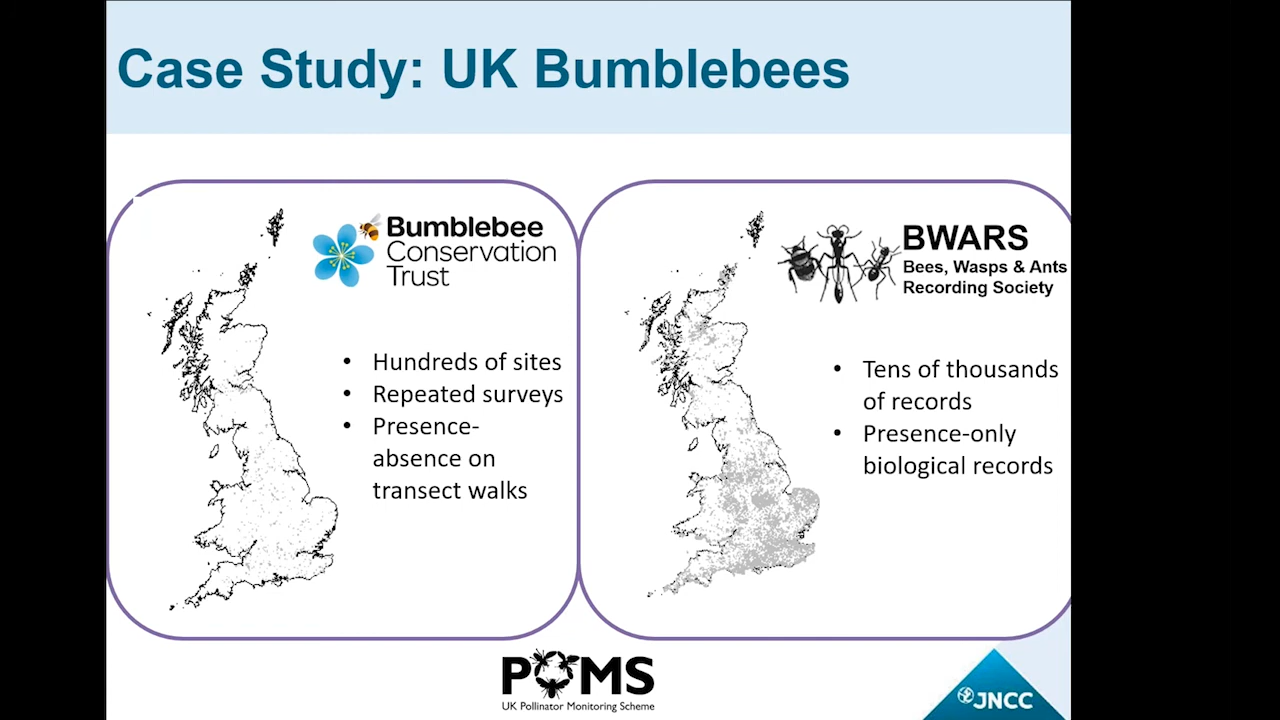 Case Study: UK Bumblebees
Bumblebee
Conservation
Trust
• Hundreds of sites
• Repeated surveys
• Presence-
absence on
transect walks
BWARS
Bees, Wasps & Ants
Recording Society
• Tens of thousands
of records
• Presence-only
biological records
POMS
UK Pollinator Monitoring Scheme
JNCC